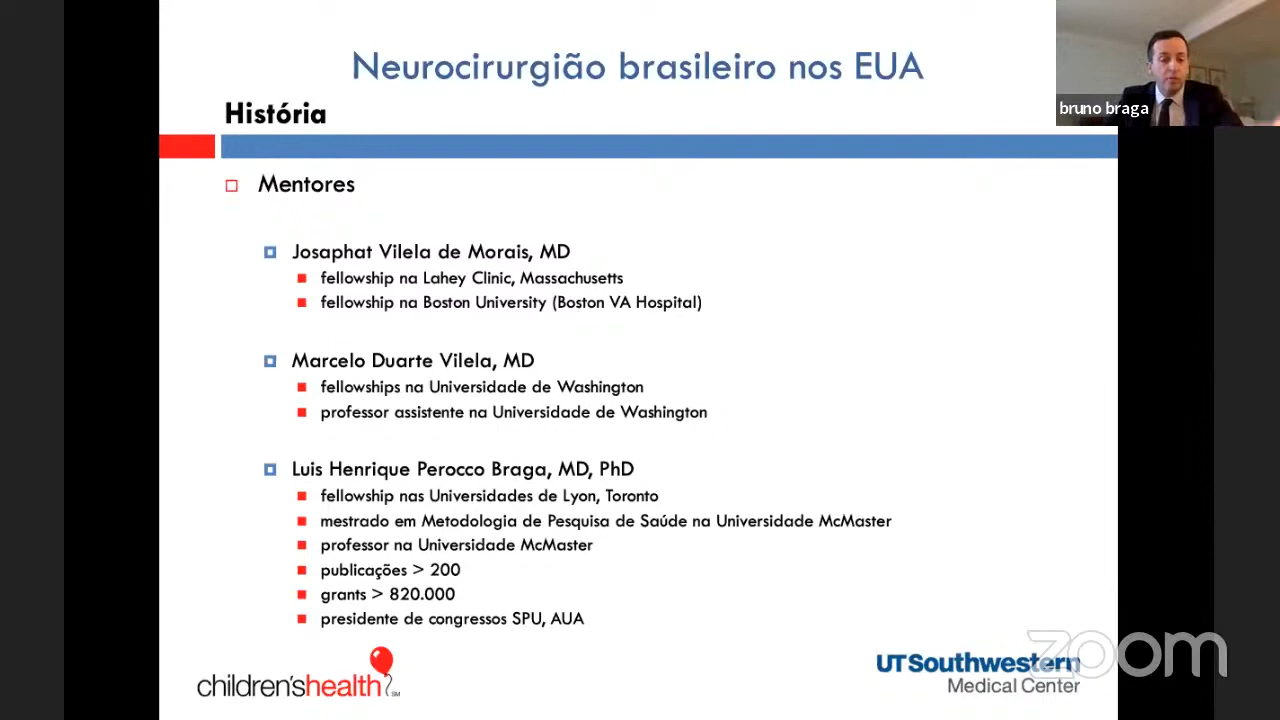 Neurocirurgião brasileiro nos EUA
História
bruno braga
Mentores
Josaphat Vilela de Morais, MD
fellowship na Lahey Clinic, Massachusetts
fellowship na Boston University (Boston VA Hospital)
Marcelo Duarte Vilela, MD
fellowships na Universidade de Washington
professor assistente na Universidade de Washington
Luis Henrique Perocco Braga, MD, PhD
fellowship nas Universidades de Lyon, Toronto
mestrado em Metodologia de Pesquisa de Saúde na Universidade McMaster
professor na Universidade McMaster
publicações > 200
grants > 820.000
presidente de congressos SPU, AUA
children'shealth SM
UTSouthwestern
Medical Center
zoom